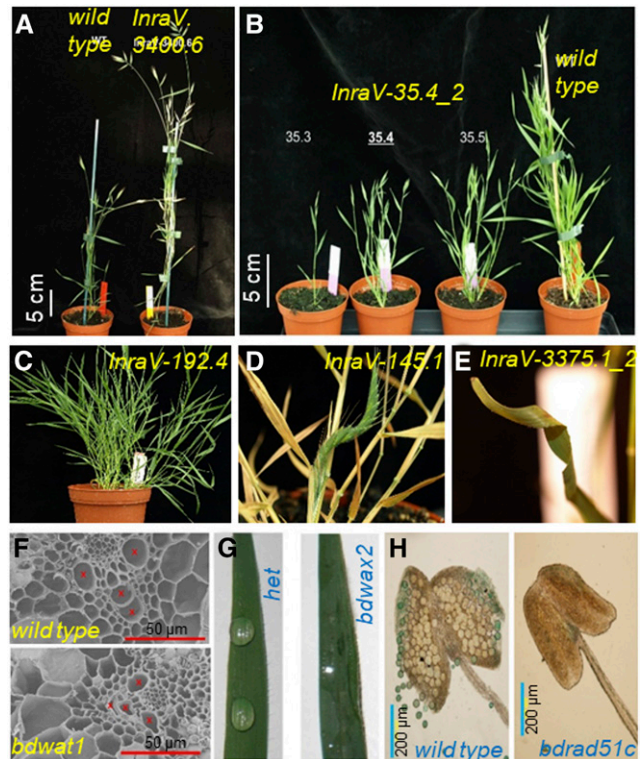 A
wild type
InraV.
3400.6
WT
5 cm
B
InraV-35.4_2
wild type
35.3
35.4
35.5
5 cm
C
InraV-192.4
D
InraV-145.1
E
InraV-3375.1_2
F
wild type
50 µm
bdwat1
50 µm
G
het
bdwax2
H
200 µm
wild type
200 µm
bdrad51c